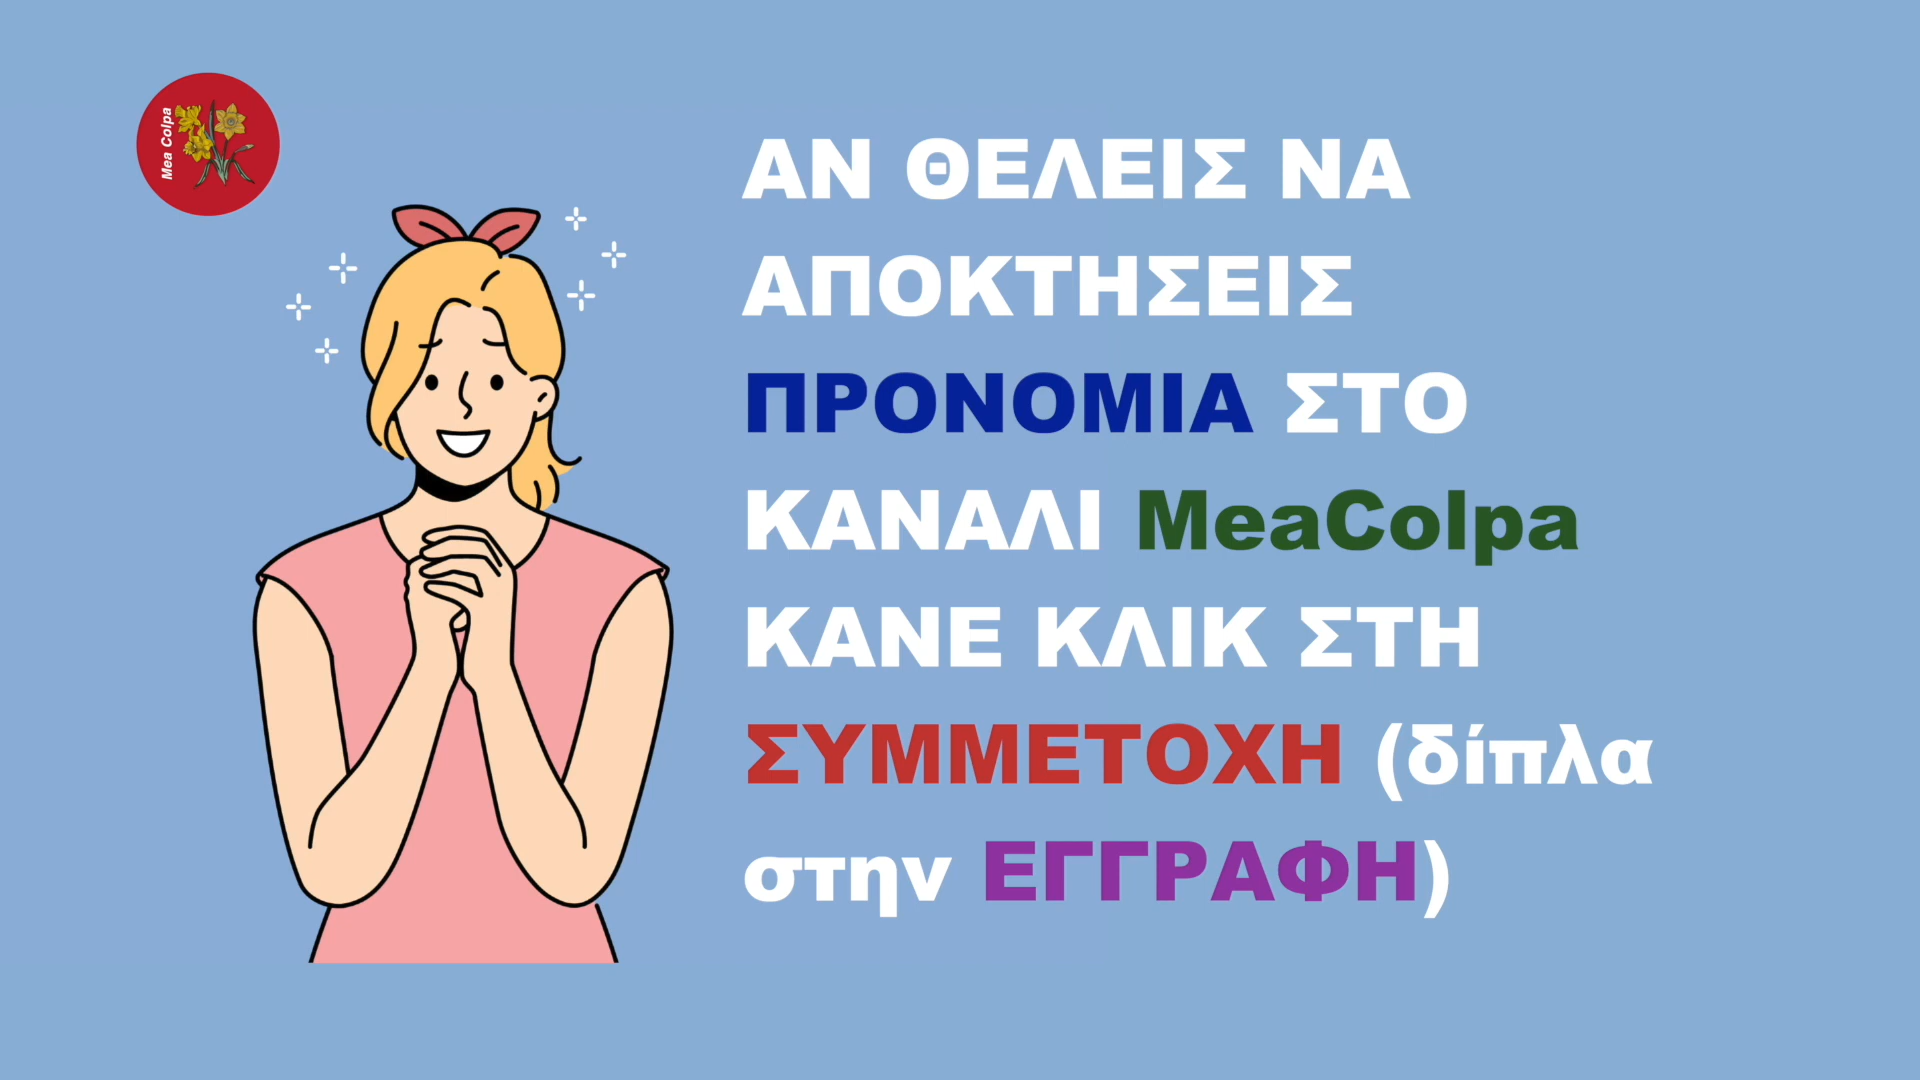 Mea Colpa
ΑΝ ΘΕΛΕΙΣ ΝΑ
ΑΠΟΚΤΗΣΕΙΣ
ΠΡΟΝΟΜΙΑ ΣΤΟ
ΚΑΝΑΛΙ MeaColpa
ΚΑΝΕ ΚΛΙΚ ΣΤΗ
ΣΥΜΜΕΤΟΧΗ (δίπλα
στην ΕΓΓΡΑΦΗ)